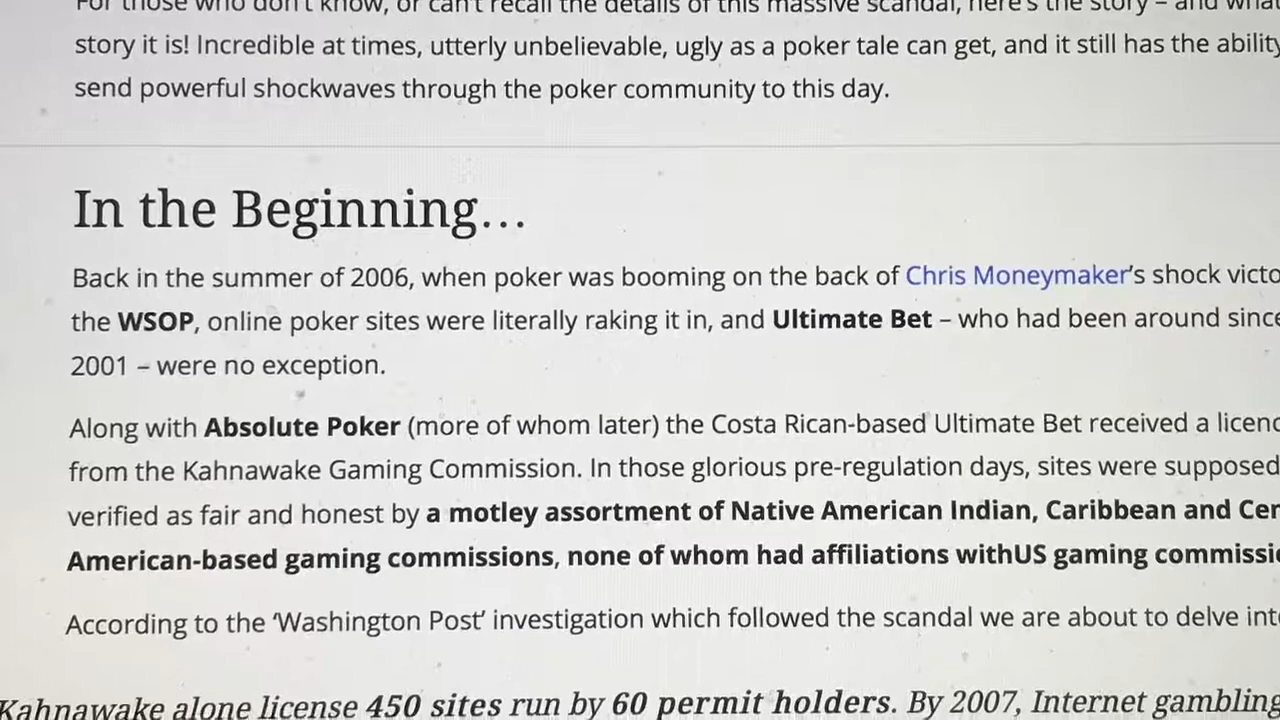 For those who don't know, or can't recall the details of this massive scandal, here's the story – and what
story it is! Incredible at times, utterly unbelievable, ugly as a poker tale can get, and it still has the ability
send powerful shockwaves through the poker community to this day.
In the Beginning…
Back in the summer of 2006, when poker was booming on the back of Chris Moneymaker's shock victo
the WSOP, online poker sites were literally raking it in, and Ultimate Bet – who had been around since
2001 – were no exception.
Along with Absolute Poker (more of whom later) the Costa Rican-based Ultimate Bet received a licenc
from the Kahnawake Gaming Commission. In those glorious pre-regulation days, sites were supposed
verified as fair and honest by a motley assortment of Native American Indian, Caribbean and Cen
American-based gaming commissions, none of whom had affiliations withUS gaming commissio
According to the 'Washington Post' investigation which followed the scandal we are about to delve into
Kahnawake alone license 450 sites run by 60 permit holders. By 2007, Internet gambling